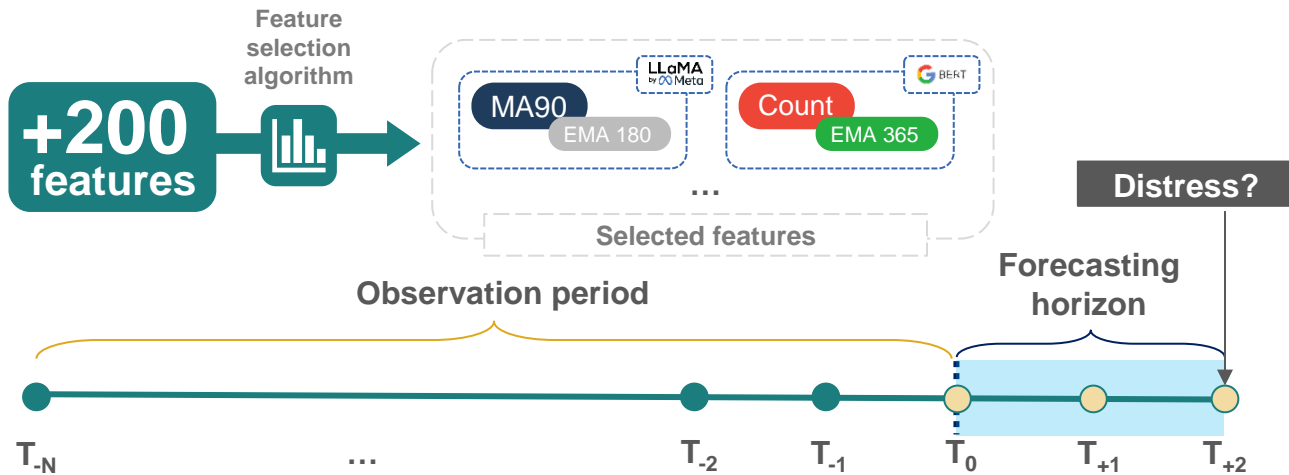 Feature
selection
algorithm
+200
features
LLaMA
by Meta
MA90
EMA 180
G BERT
Count
EMA 365
...
Selected features
Distress?
Observation period
Forecasting
horizon
T-N
...
T-2
T-1
T0
T+1
T+2